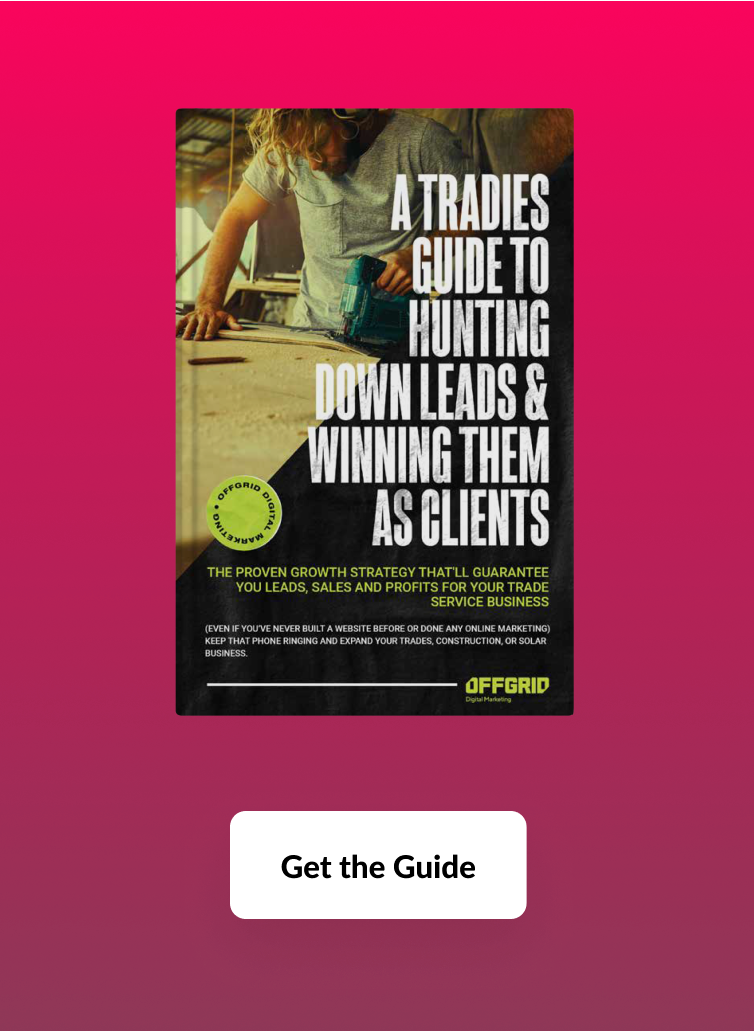 A TRADIES
GUIDE TO
HUNTING
DOWN LEADS &
WINNING THEM
AS CLIENTS
OFFGRID DIGITAL MARKETING •
THE PROVEN GROWTH STRATEGY THAT'LL GUARANTEE
YOU LEADS, SALES AND PROFITS FOR YOUR TRADE
SERVICE BUSINESS
(EVEN IF YOU'VE NEVER BUILT A WEBSITE BEFORE OR DONE ANY ONLINE MARKETING)
KEEP THAT PHONE RINGING AND EXPAND YOUR TRADES, CONSTRUCTION, OR SOLAR
BUSINESS.
OFFGRID
Digital Marketing
Get the Guide